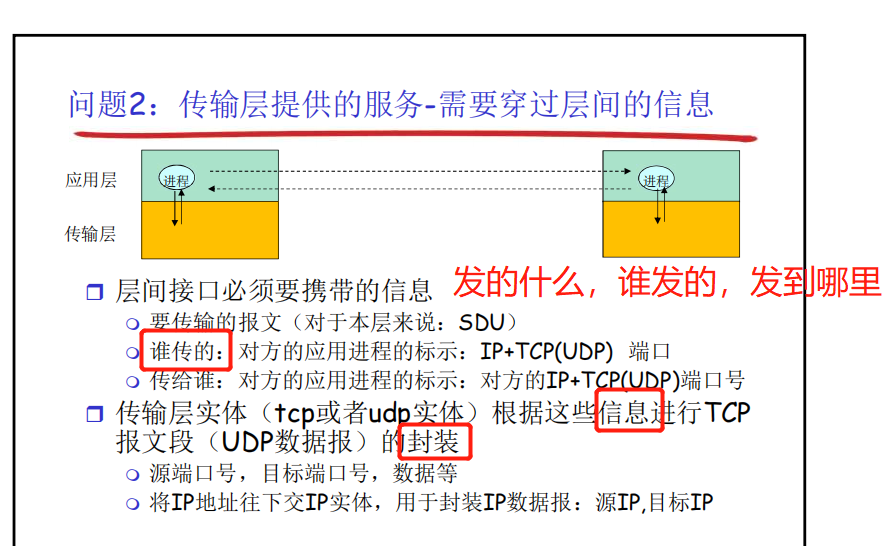 问题2：传输层提供的服务-需要穿过层间的信息
应用层
进程
进程
传输层
层间接口必须要携带的信息
发的什么，谁发的，发到哪里
要传输的报文（对于本层来说：SDU）
谁传的：对方的应用进程的标示：IP+TCP(UDP) 端口
传给谁：对方的应用进程的标示：对方的IP+TCP(UDP)端口号
传输层实体（tcp或者udp实体）根据这些信息进行TCP
报文段（UDP数据报）的封装
源端口号，目标端口号，数据等
将IP地址往下交IP实体，用于封装IP数据报：源IP,目标IP